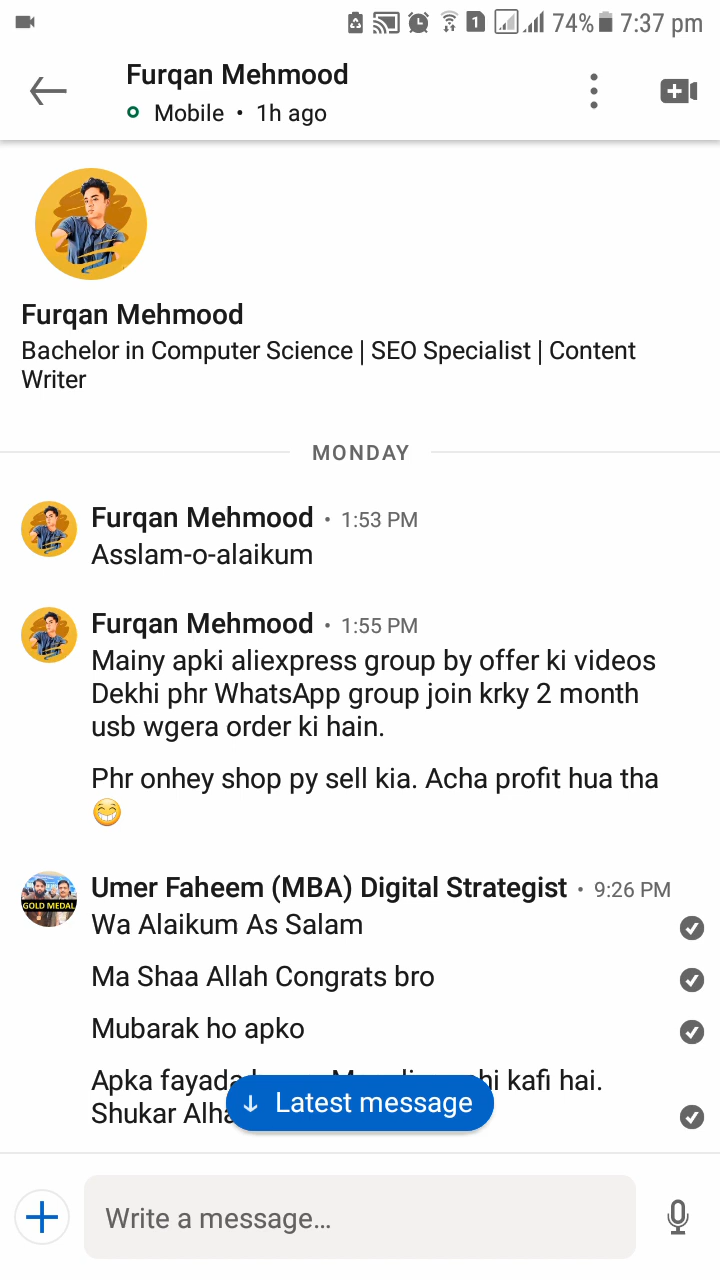 1 74% 7:37 pm
Furqan Mehmood
Mobile • 1h ago
Furqan Mehmood
Bachelor in Computer Science | SEO Specialist | Content
Writer
MONDAY
Furqan Mehmood • 1:53 PM
Asslam-o-alaikum
Furqan Mehmood • 1:55 PM
Mainy apki aliexpress group by offer ki videos
Dekhi phr WhatsApp group join krky 2 month
usb wgera order ki hain.
Phr onhey shop py sell kia. Acha profit hua tha
😁
GOLD MEDAL
Umer Faheem (MBA) Digital Strategist • 9:26 PM
Wa Alaikum As Salam
Ma Shaa Allah Congrats bro
Mubarak ho apko
Apka fayada kafi hai.
Shukar
↓ Latest message
Write a message...